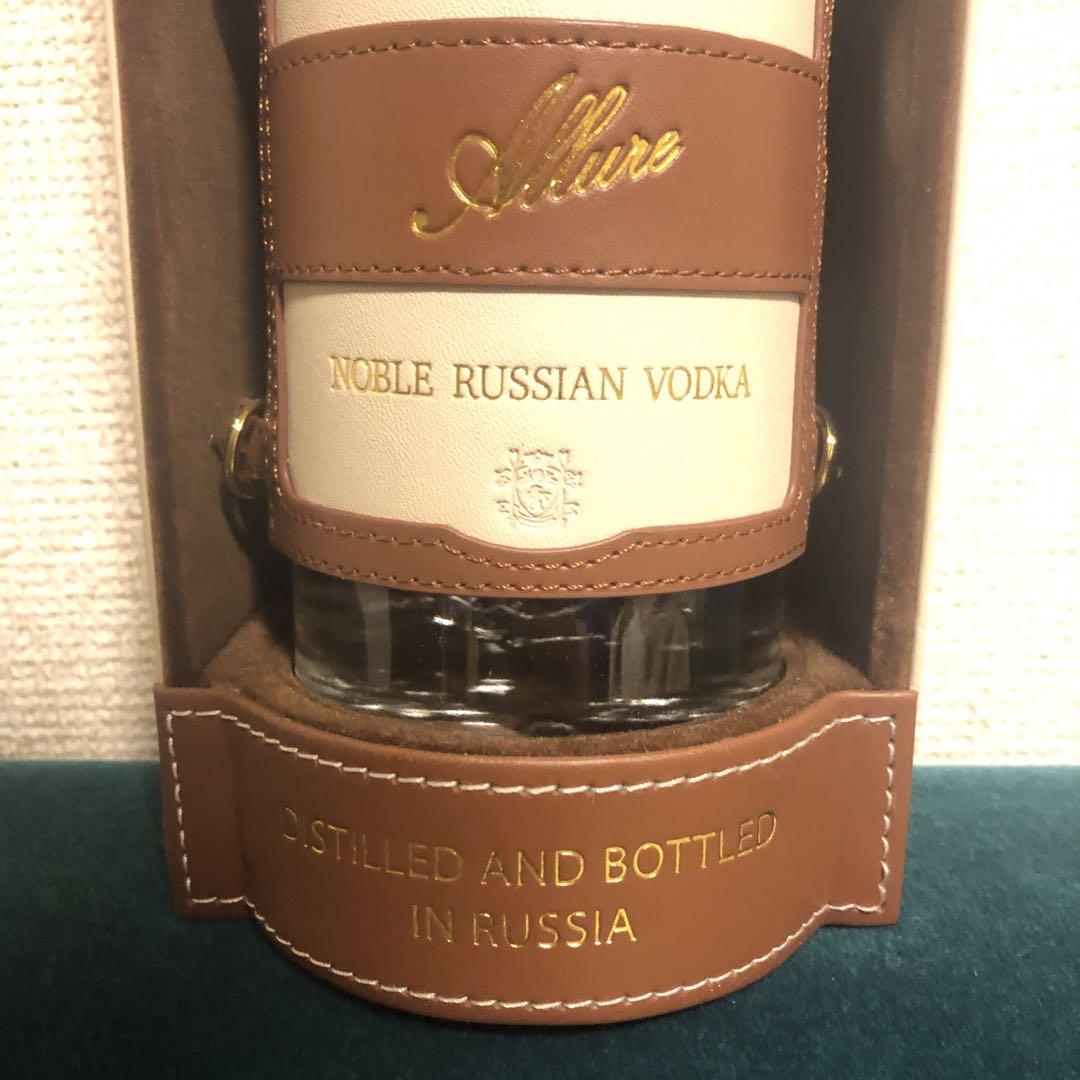 Allure
NOBLE RUSSIAN VODKA
DISTILLED AND BOTTLED
IN RUSSIA